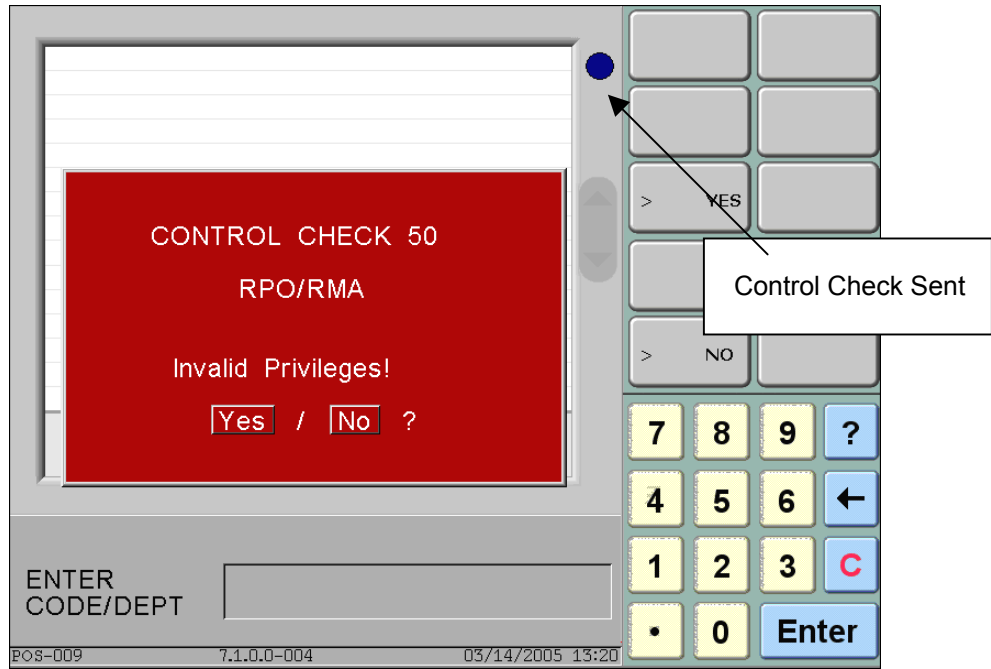 CONTROL CHECK 50
RPO/RMA
Invalid Privileges!
Yes / No ?
> YES
Control Check Sent
> NO
7 8 9 ?
4 5 6 ←
1 2 3 C
. 0 Enter
ENTER
CODE/DEPT
POS-009 7.1.0.0-004 03/14/2005 13:20